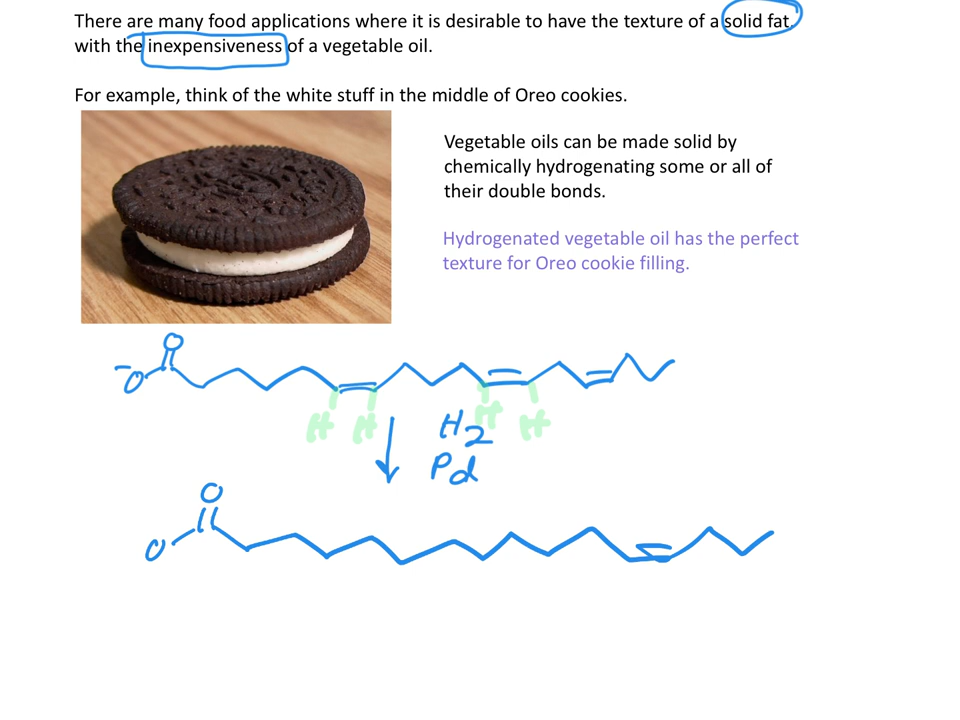 There are many food applications where it is desirable to have the texture of a solid fat,
with the inexpensiveness of a vegetable oil.
For example, think of the white stuff in the middle of Oreo cookies.
Vegetable oils can be made solid by
chemically hydrogenating some or all of
their double bonds.
Hydrogenated vegetable oil has the perfect
texture for Oreo cookie filling.
O
-O
H H H H
H2
Pd
O
O